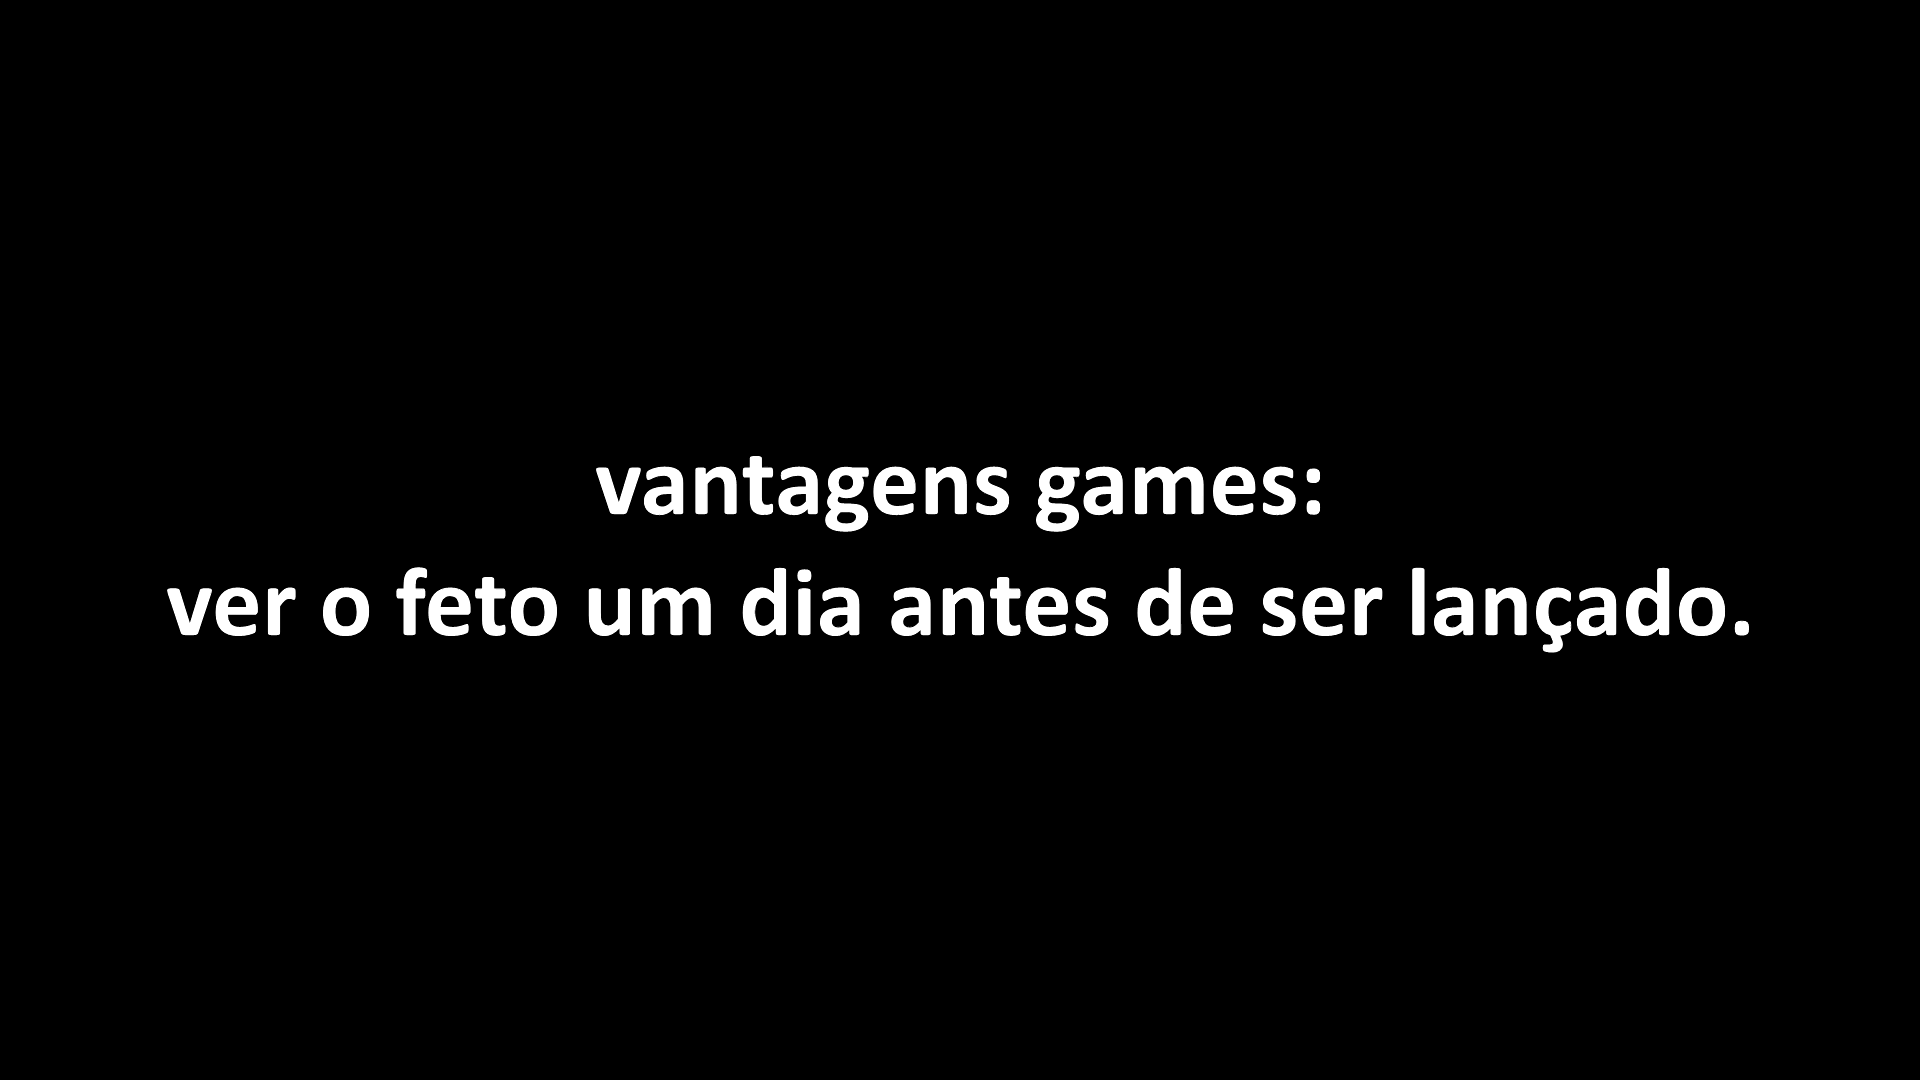 vantagens games:
ver o feto um dia antes de ser lançado.